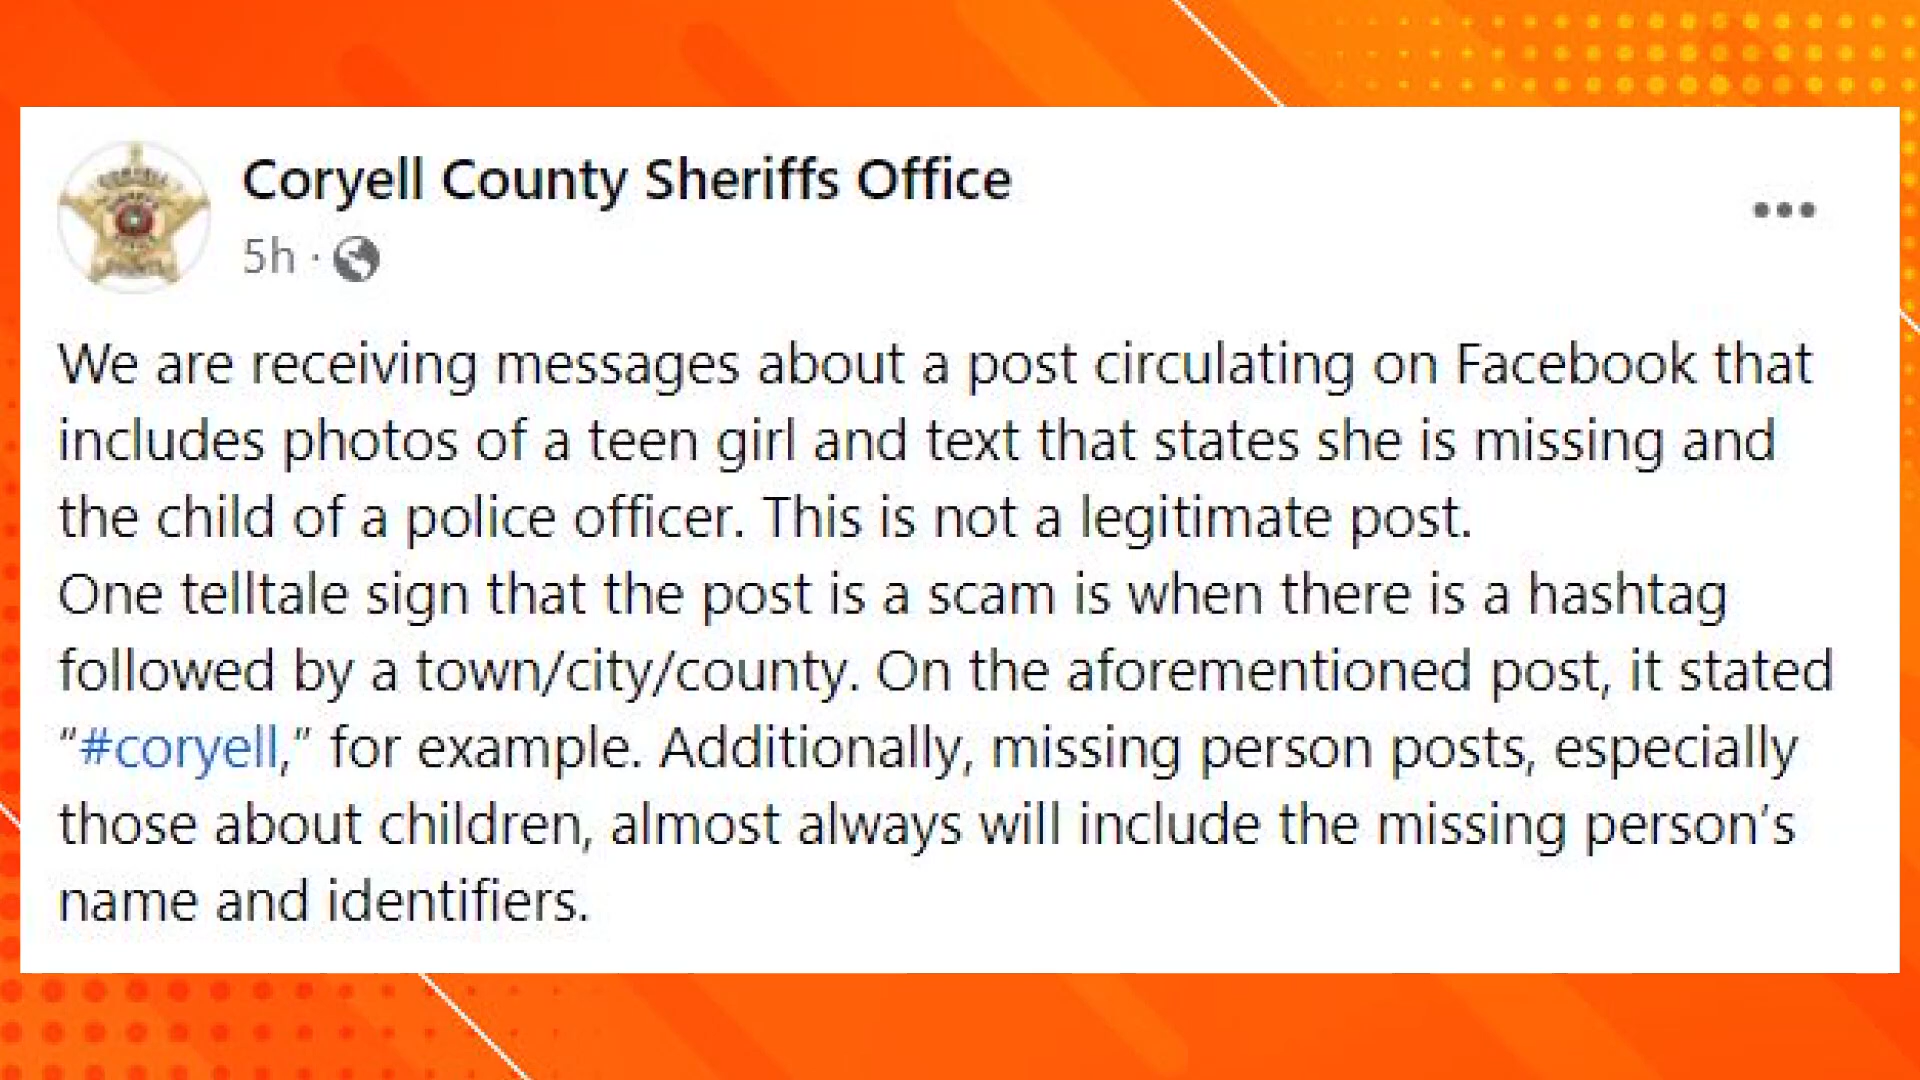 Coryell County Sheriffs Office
5h ·
We are receiving messages about a post circulating on Facebook that
includes photos of a teen girl and text that states she is missing and
the child of a police officer. This is not a legitimate post.
One telltale sign that the post is a scam is when there is a hashtag
followed by a town/city/county. On the aforementioned post, it stated
“#coryell,” for example. Additionally, missing person posts, especially
those about children, almost always will include the missing person’s
name and identifiers.